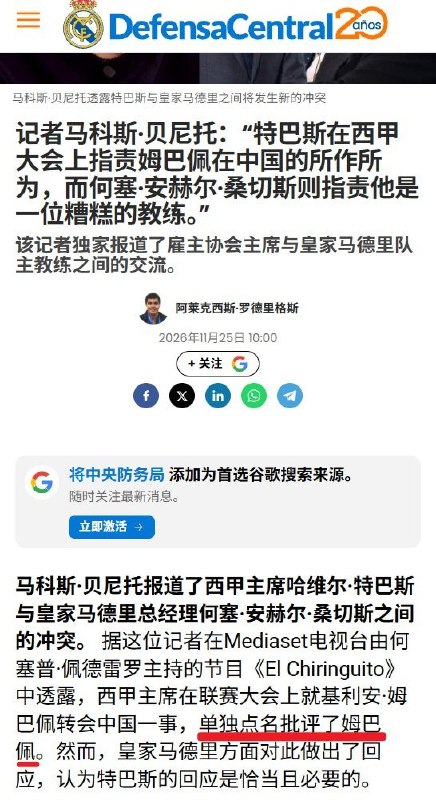 DefensaCentral 20 años
马科斯·贝尼托透露特巴斯与皇家马德里之间将发生新的冲突
记者马科斯·贝尼托：“特巴斯在西甲
大会上指责姆巴佩在中国的所作所
为，而何塞·安赫尔·桑切斯则指责他是
一位糟糕的教练。”
该记者独家报道了雇主协会主席与皇家马德里队
主教练之间的交流。
阿莱克西斯·罗德里格斯
2026年11月25日 10:00
+ 关注
将中央防务局 添加为首选谷歌搜索来源。
随时关注最新消息。
立即激活 →
马科斯·贝尼托报道了西甲主席哈维尔·特巴斯
与皇家马德里总经理何塞·安赫尔·桑切斯之间
的冲突。 据这位记者在Mediaset电视台由何
塞普·佩德雷罗主持的节目《El Chiringuito》
中透露，西甲主席在联赛大会上就基利安·姆
巴佩转会中国一事，单独点名批评了姆巴
佩。然而，皇家马德里方面对此做出了回
应，认为特巴斯的回应是恰当且必要的。